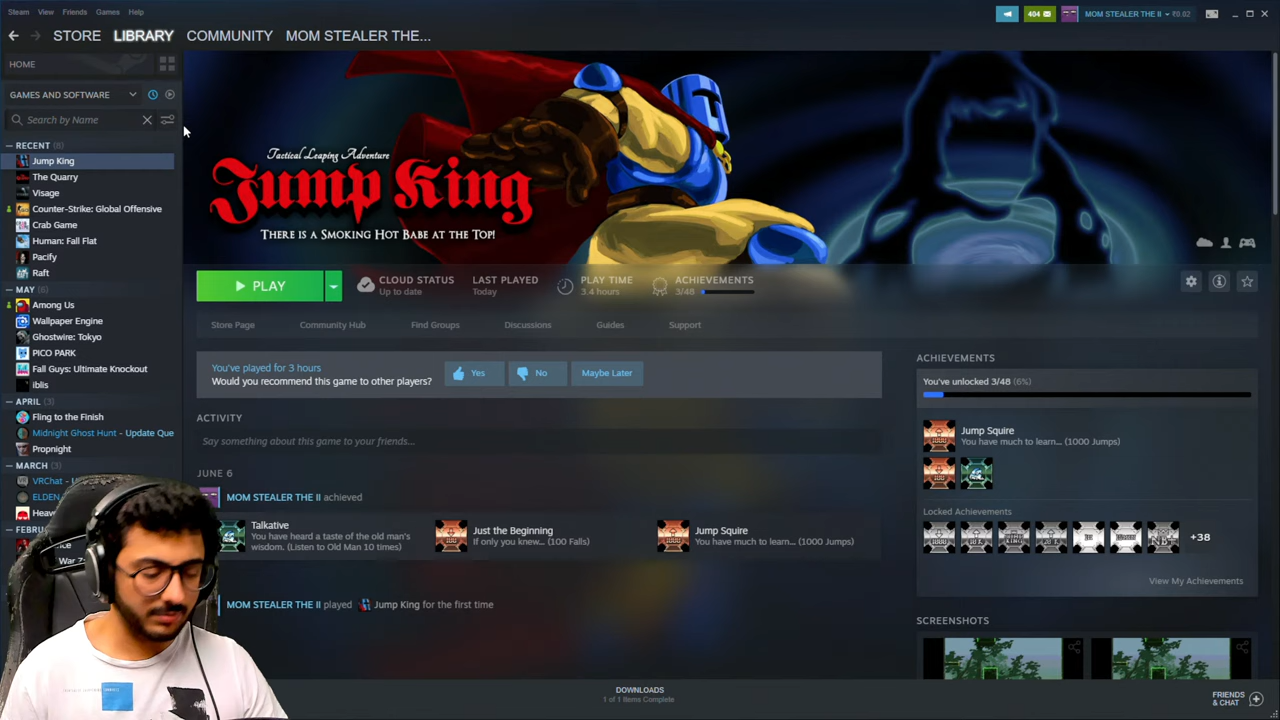 Steam View Friends Games Help
404 MOM STEALER THE II ₹0.82
STORE LIBRARY COMMUNITY MOM STEALER THE...
HOME
GAMES AND SOFTWARE
Search by Name
RECENT (8)
Jump King
The Quarry
Visage
Counter-Strike: Global Offensive
Crab Game
Human: Fall Flat
Pacify
Raft
MAY (6)
Among Us
Wallpaper Engine
Ghostwire: Tokyo
PICO PARK
Fall Guys: Ultimate Knockout
iblis
APRIL (3)
Fling to the Finish
Midnight Ghost Hunt - Update Que
Propnight
MARCH (3)
VRChat - U
ELDEN
Heav
FEBR
War
Tactical Leaping Adventure
Jump King
THERE IS A SMOKING HOT BABE AT THE TOP!
PLAY
CLOUD STATUS
Up to date
LAST PLAYED
Today
PLAY TIME
3.4 hours
ACHIEVEMENTS
3/48
Store Page Community Hub Find Groups Discussions Guides Support
You've played for 3 hours
Would you recommend this game to other players?
Yes No Maybe Later
ACTIVITY
Say something about this game to your friends...
JUNE 6
MOM STEALER THE II achieved
Talkative
You have heard a taste of the old man's
wisdom. (Listen to Old Man 10 times)
Just the Beginning
If only you knew... (100 Falls)
Jump Squire
You have much to learn... (1000 Jumps)
MOM STEALER THE II played Jump King for the first time
ACHIEVEMENTS
You've unlocked 3/48 (6%)
Jump Squire
You have much to learn... (1000 Jumps)
Locked Achievements
+38
View My Achievements
SCREENSHOTS
DOWNLOADS
1 of 1 Items Complete
FRIENDS
& CHAT